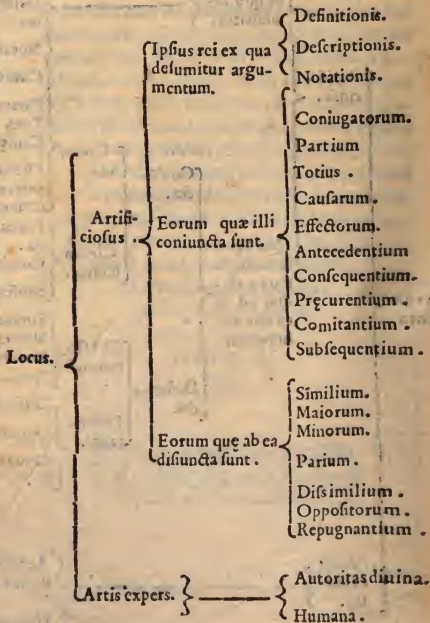 Definitionis.
Ipſius rei ex qua
deſumitur argu-
mentum.
Deſcriptionis.
Notationis.
Coniugatorum.
Partium
Totius .
Cauſarum.
Artifi-
cioſus .
Eorum quæ illi
coniuncta ſunt.
Effectorum.
Antecedentium
Conſequentium.
Pręcurentium .
Comitantium .
Subſequentium .
Locus.
Similium.
Maiorum.
Minorum.
Eorum quę ab ea
diſiuncta ſunt .
Parium .
Diſsimilium .
Oppoſitorum .
Repugnantium .
Artis expers.
Autoritas diuina.
Humana .